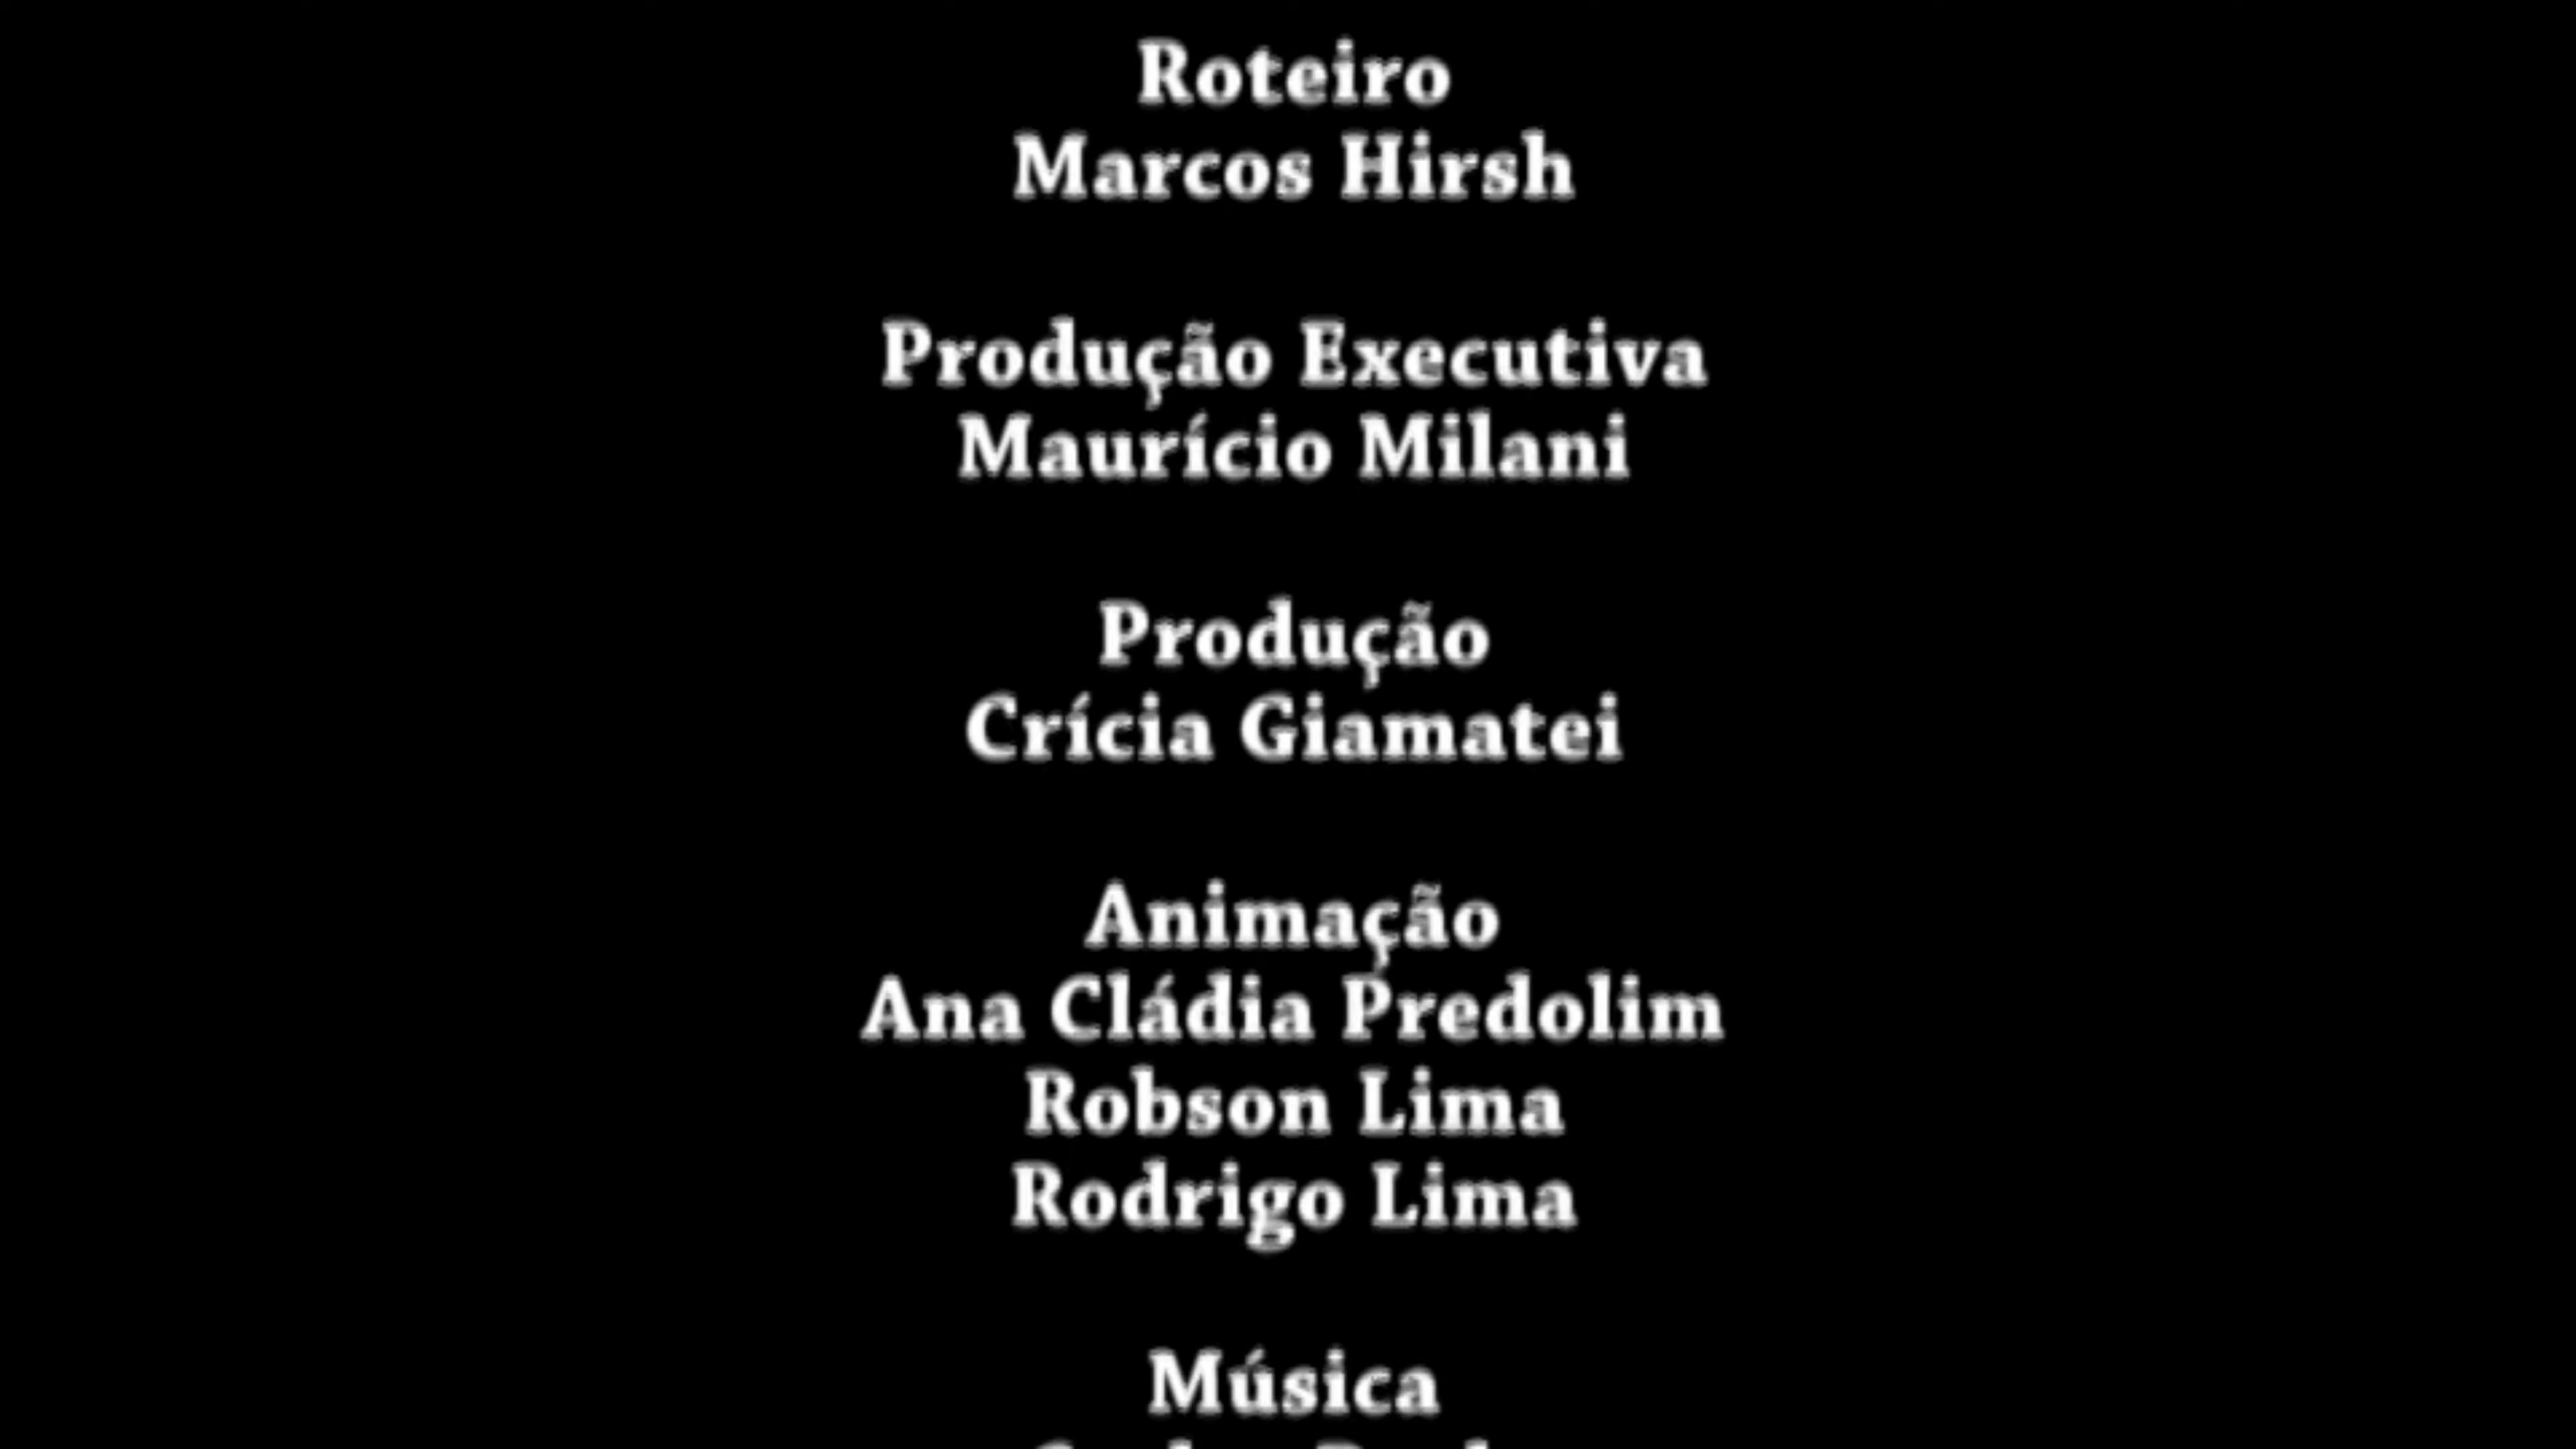 Roteiro
Marcos Hirsh
Produção Executiva
Maurício Milani
Produção
Crícia Giamatei
Animação
Ana Cládia Predolim
Robson Lima
Rodrigo Lima
Música